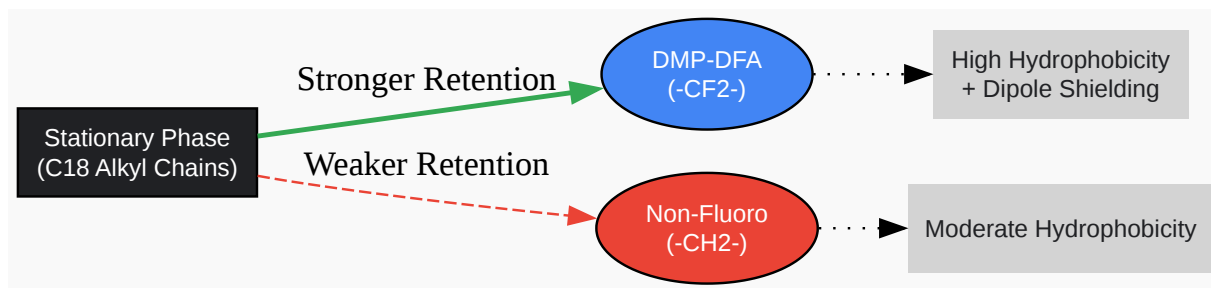 Stationary Phase
(C18 Alkyl Chains)
Stronger Retention
DMP-DFA
(-CF2-)
High Hydrophobicity
+ Dipole Shielding
Weaker Retention
Non-Fluoro
(-CH2-)
Moderate Hydrophobicity